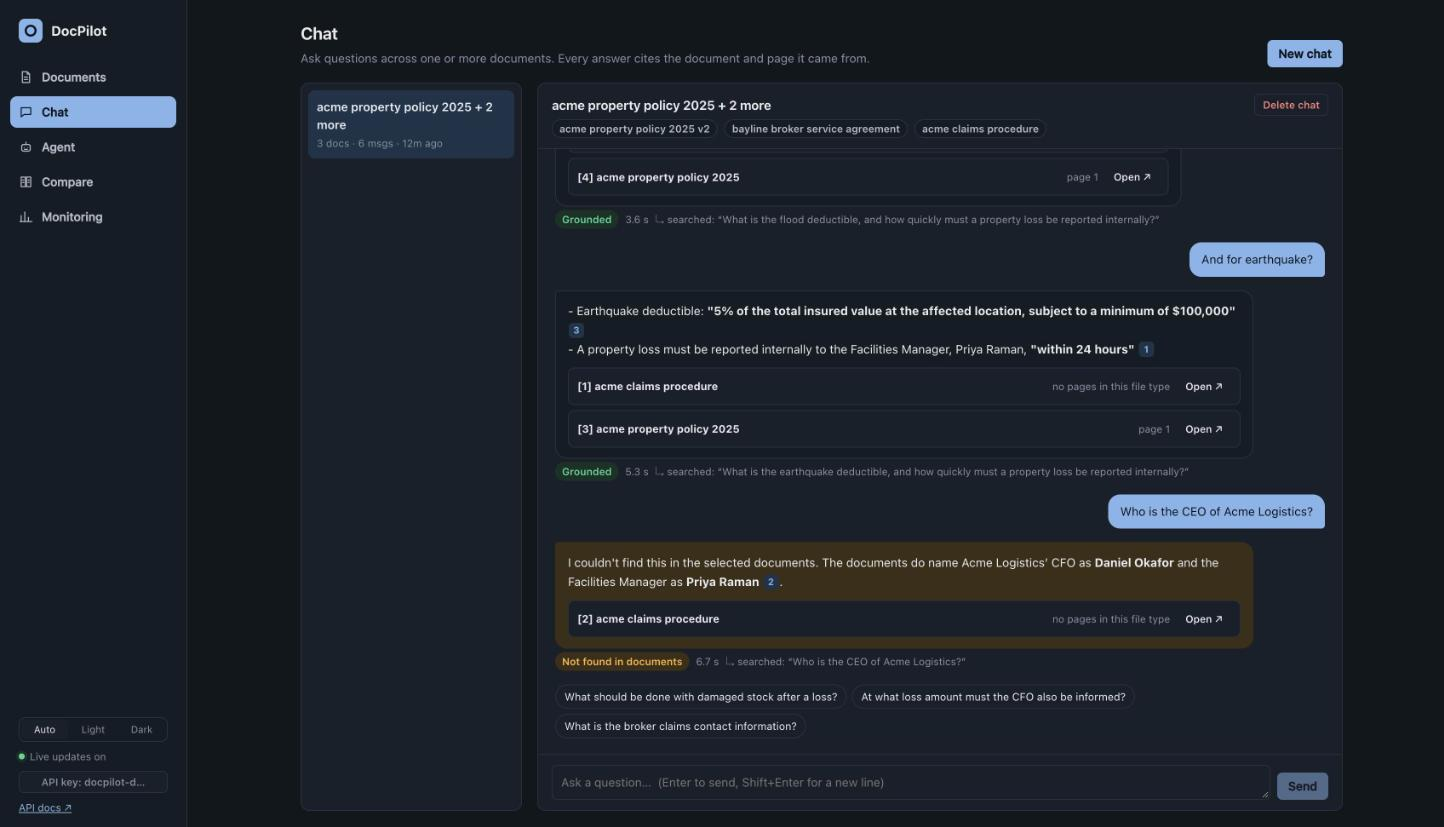 DocPilot
Documents
Chat
Agent
Compare
Monitoring
Auto Light Dark
Live updates on
API key: docpilot-d...
API docs ↗
Chat
Ask questions across one or more documents. Every answer cites the document and page it came from.
New chat
acme property policy 2025 + 2
more
3 docs · 6 msgs · 12m ago
acme property policy 2025 + 2 more
Delete chat
acme property policy 2025 v2 bayline broker service agreement acme claims procedure
[4] acme property policy 2025 page 1 Open ↗
Grounded 3.6 s searched: “What is the flood deductible, and how quickly must a property loss be reported internally?”
And for earthquake?
- Earthquake deductible: "5% of the total insured value at the affected location, subject to a minimum of $100,000"
3
- A property loss must be reported internally to the Facilities Manager, Priya Raman, "within 24 hours" 1
[1] acme claims procedure no pages in this file type Open ↗
[3] acme property policy 2025 page 1 Open ↗
Grounded 5.3 s searched: “What is the earthquake deductible, and how quickly must a property loss be reported internally?”
Who is the CEO of Acme Logistics?
I couldn't find this in the selected documents. The documents do name Acme Logistics' CFO as Daniel Okafor and the
Facilities Manager as Priya Raman 2 .
[2] acme claims procedure no pages in this file type Open ↗
Not found in documents 6.7 s searched: “Who is the CEO of Acme Logistics?”
What should be done with damaged stock after a loss? At what loss amount must the CFO also be informed?
What is the broker claims contact information?
Ask a question... (Enter to send, Shift+Enter for a new line)
Send